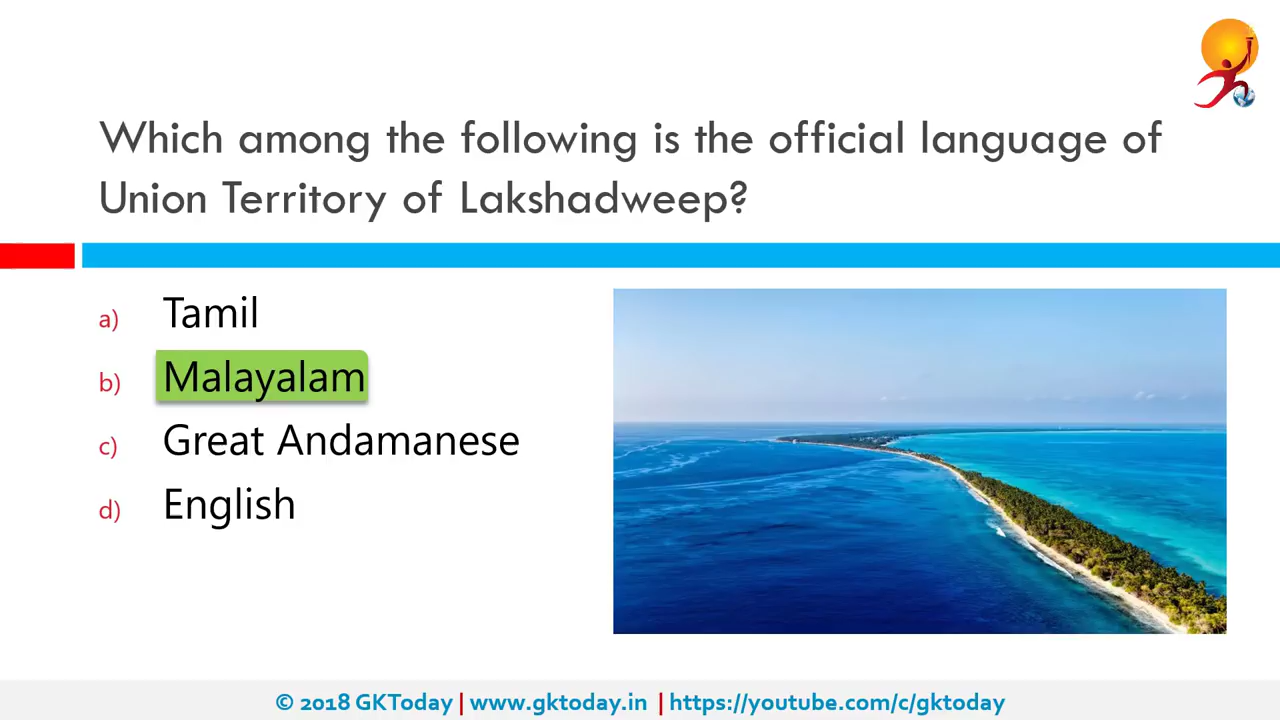 Which among the following is the official language of
Union Territory of Lakshadweep?
a) Tamil
b) Malayalam
c) Great Andamanese
d) English
© 2018 GKToday | www.gktoday.in | https://youtube.com/c/gktoday